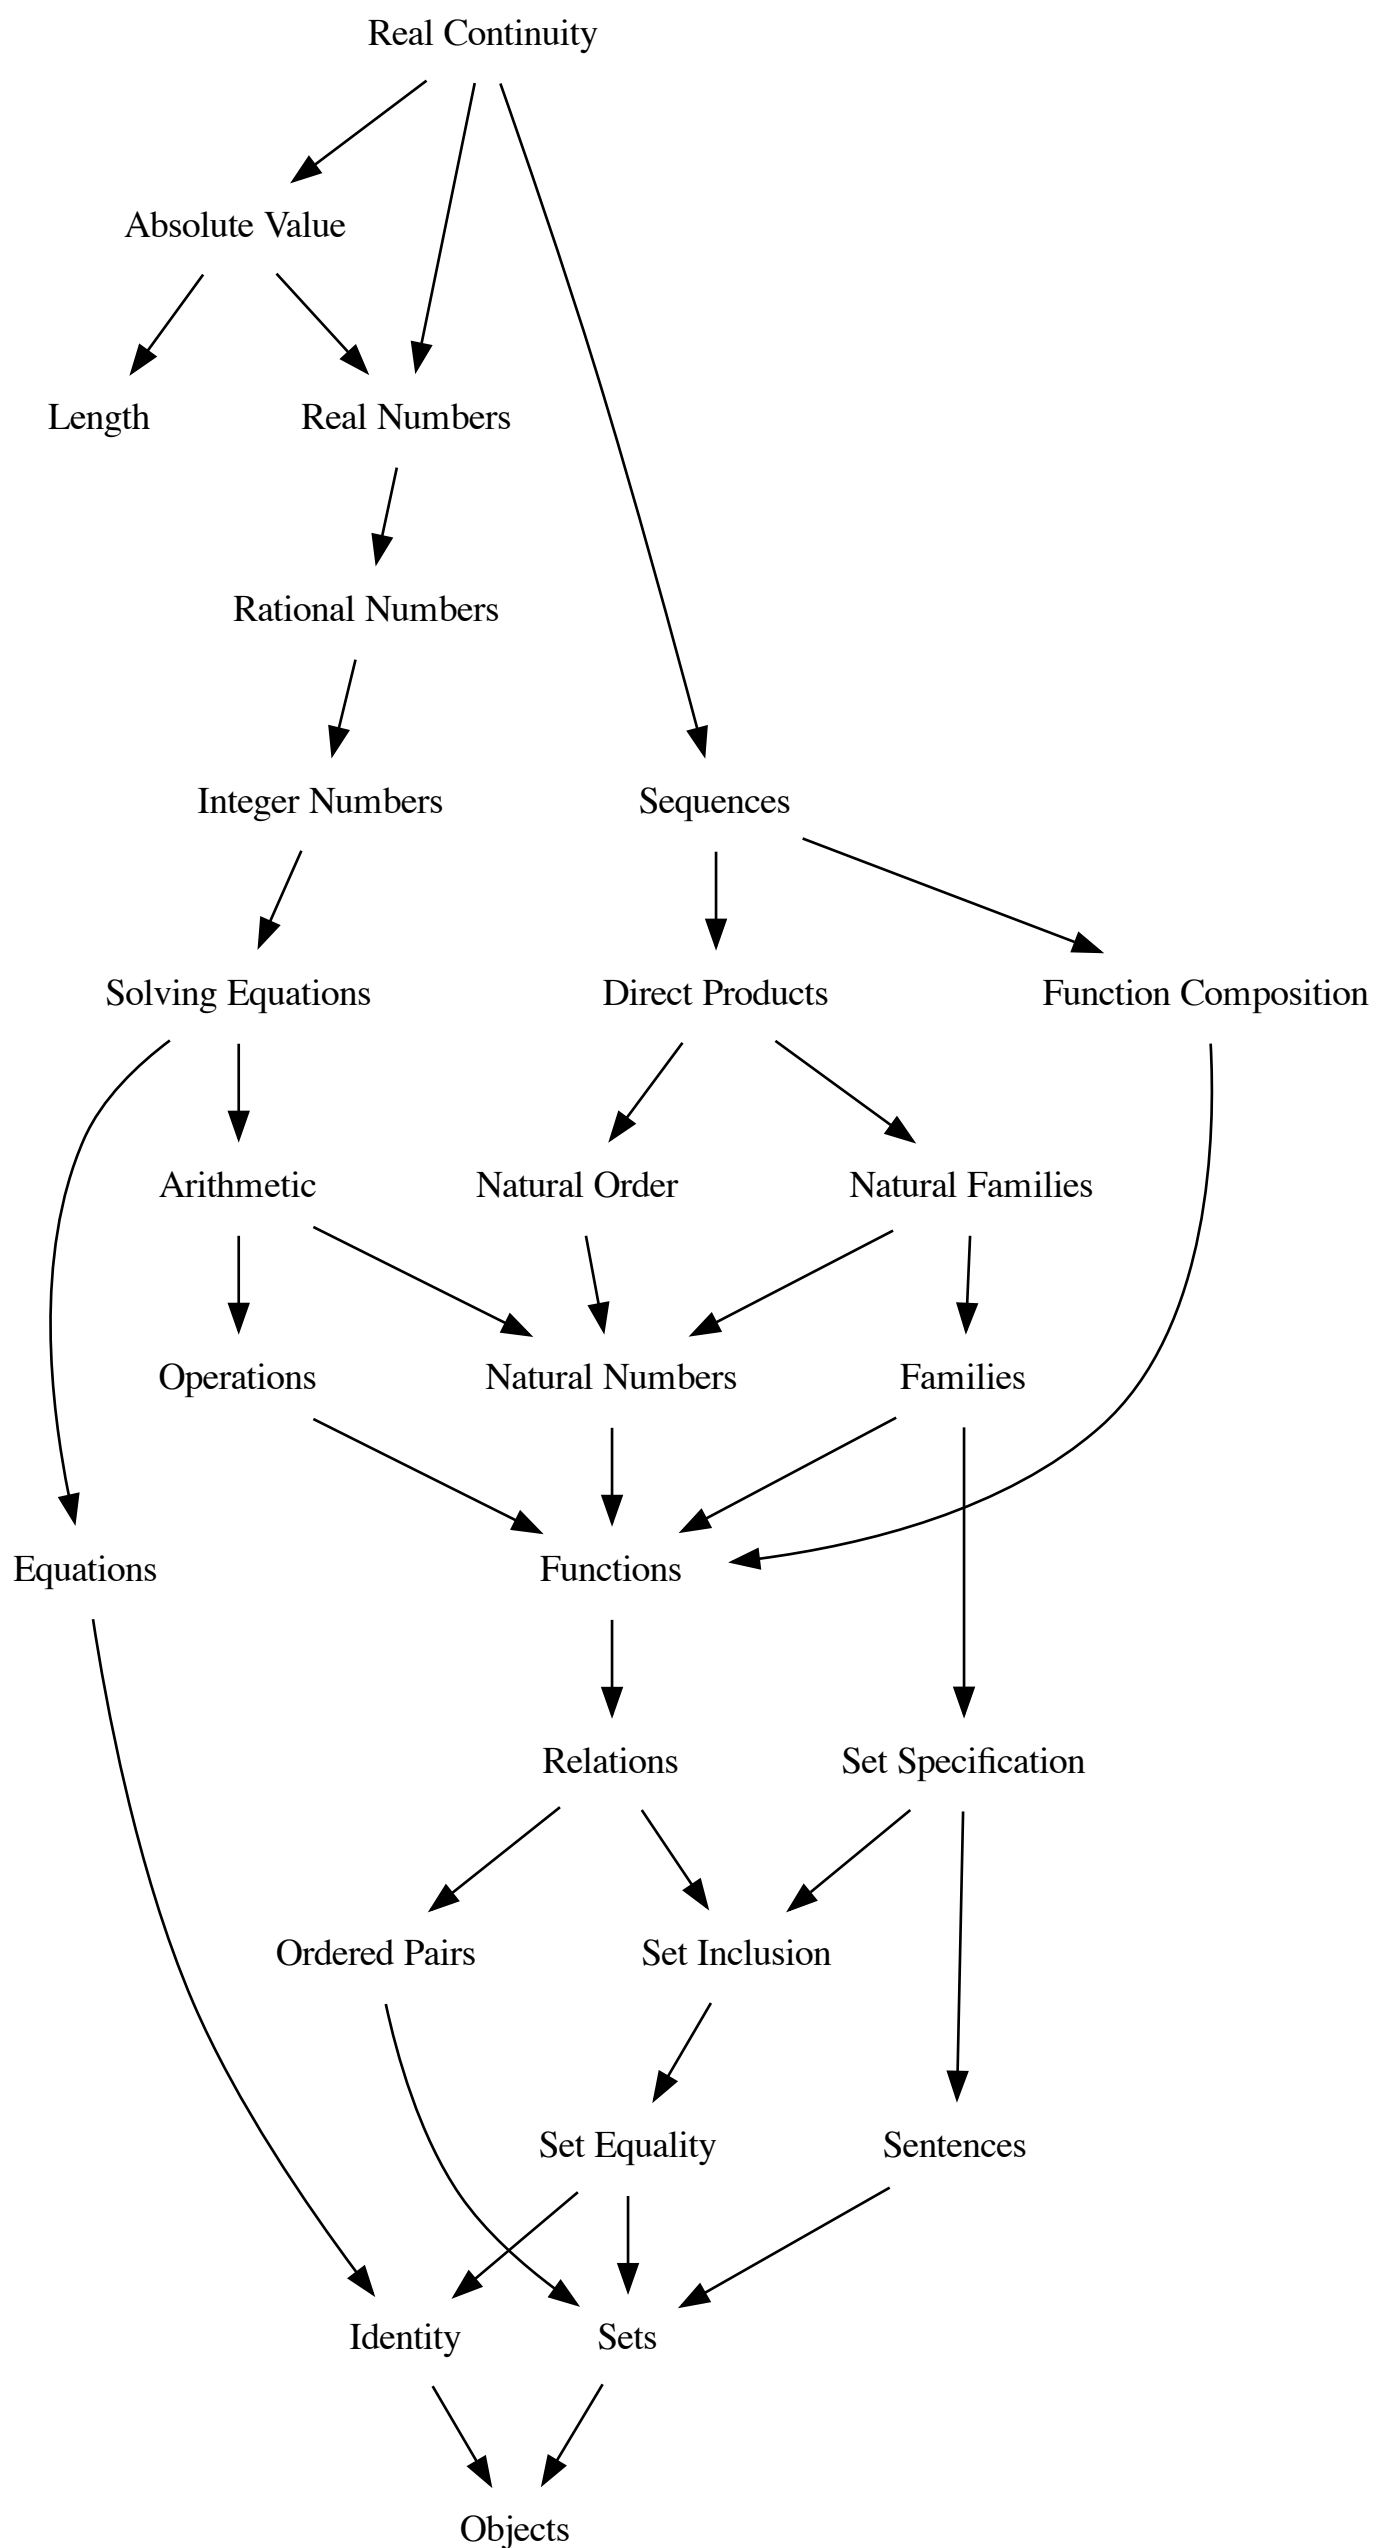 Real Continuity
Absolute Value
Length
Real Numbers
Rational Numbers
Integer Numbers
Sequences
Solving Equations
Direct Products
Function Composition
Arithmetic
Natural Order
Natural Families
Operations
Natural Numbers
Families
Equations
Functions
Relations
Set Specification
Ordered Pairs
Set Inclusion
Set Equality
Sentences
Identity
Sets
Objects